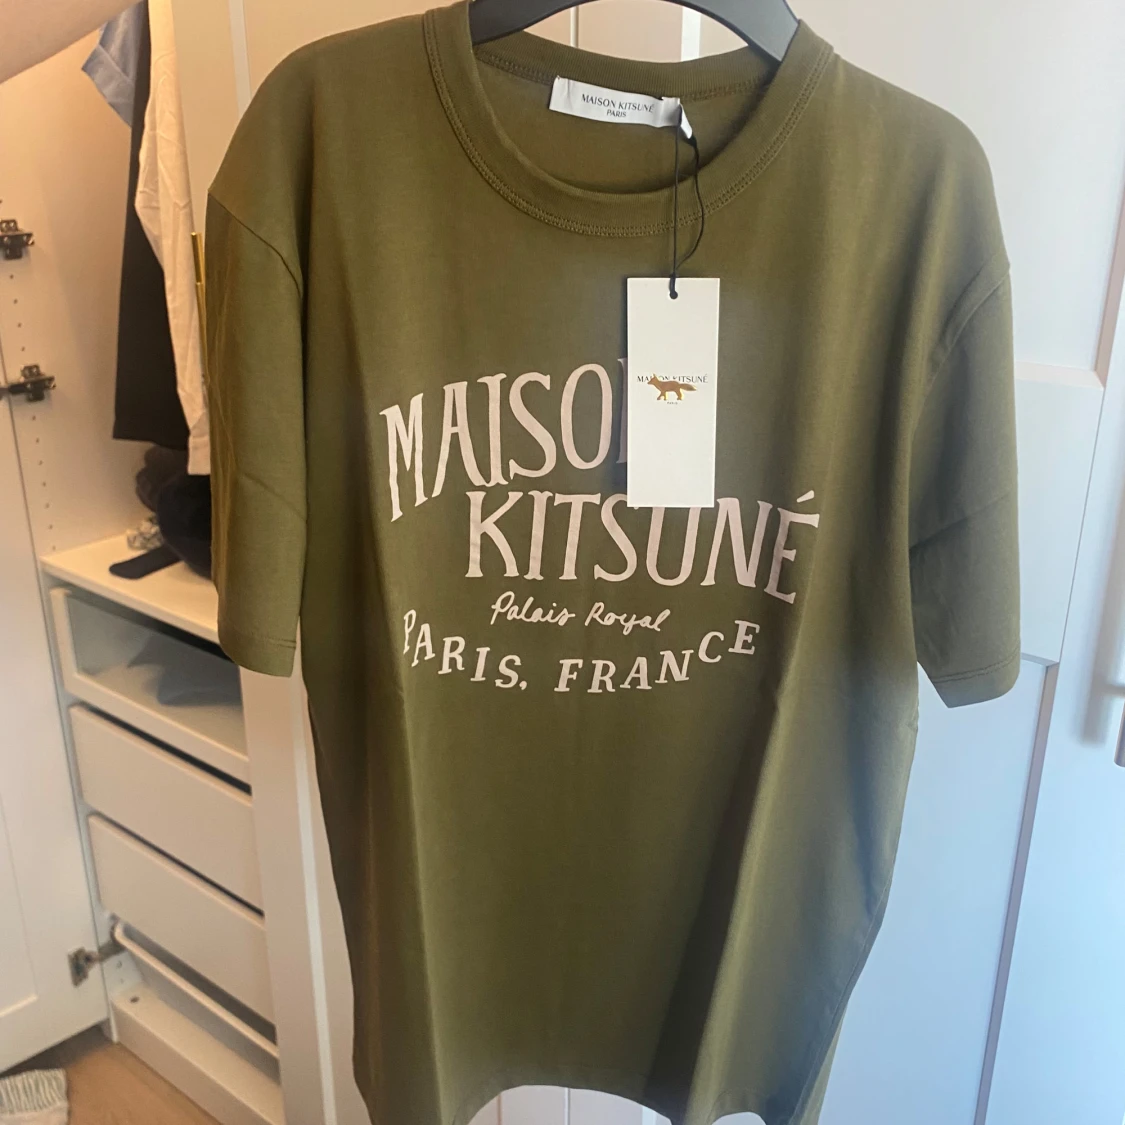 MAISON KITSUNÉ
PARIS
MAISON KITSUNÉ
PARIS
MAISO
KITSUNÉ
Palais Royal
PARIS, FRANCE